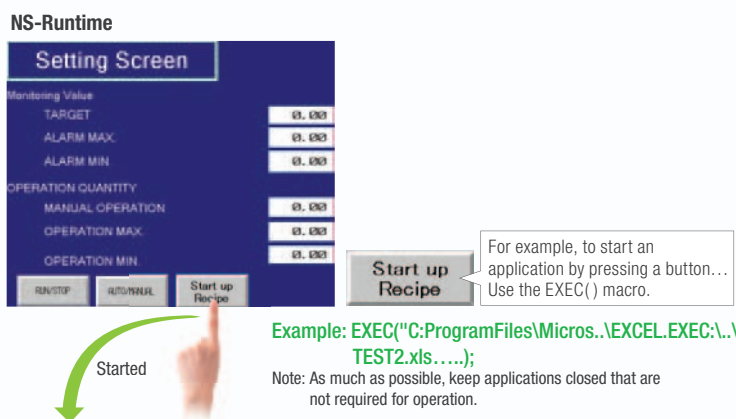 NS-Runtime
Setting Screen
Monitoring Value
TARGET 0.00
ALARM MAX. 0.00
ALARM MIN. 0.00
OPERATION QUANTITY
MANUAL OPERATION 0.00
OPERATION MAX. 0.00
OPERATION MIN. 0.00
RUN/STOP AUTO/MANUAL Start up
Recipe
Start up
Recipe
For example, to start an
application by pressing a button…
Use the EXEC( ) macro.
Example: EXEC("C:ProgramFiles\Micros..\EXCEL.EXEC:\..\
TEST2.xls…..);
Note: As much as possible, keep applications closed that are
not required for operation.
Started